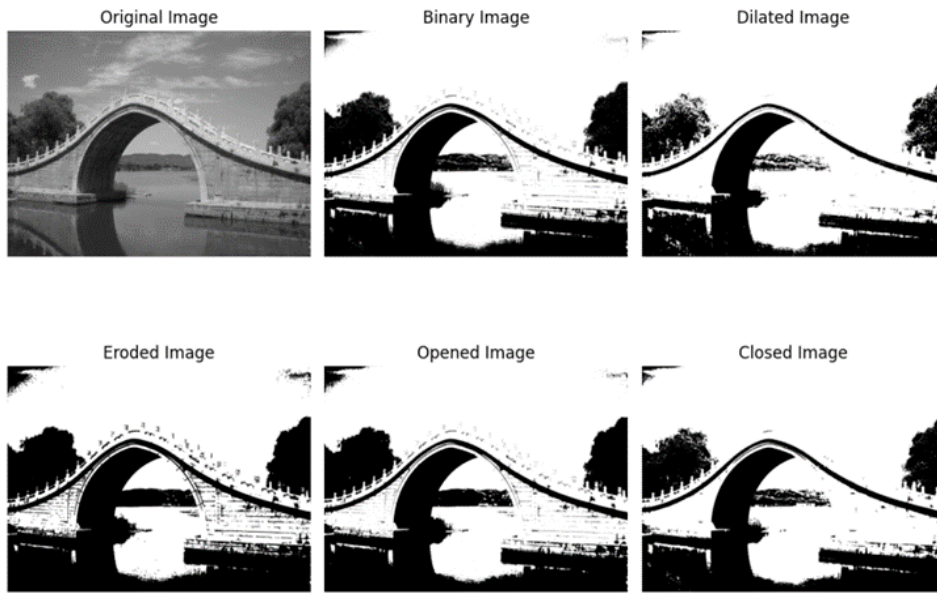 Original Image
Binary Image
Dilated Image
Eroded Image
Opened Image
Closed Image